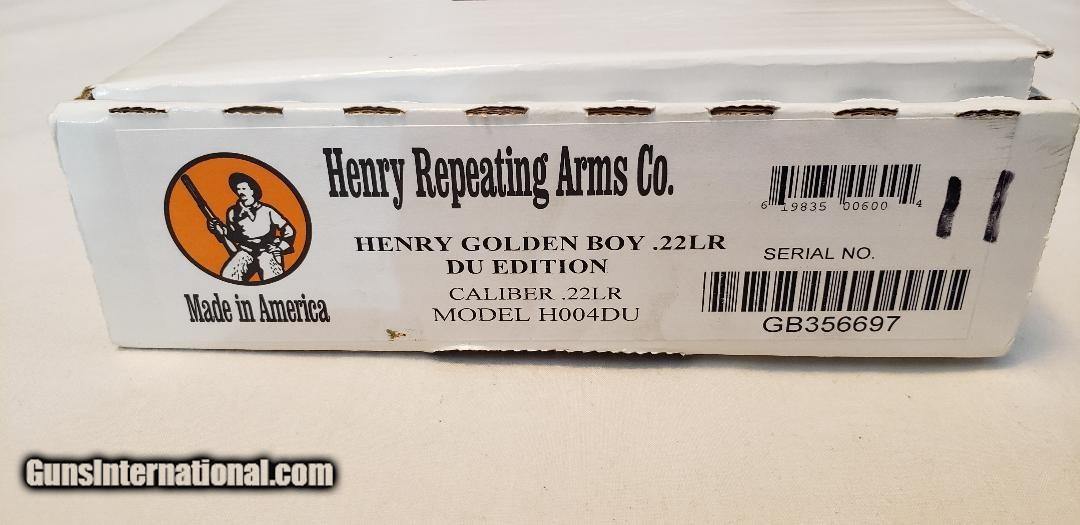 Henry Repeating Arms Co.
Made in America
HENRY GOLDEN BOY .22LR
DU EDITION
CALIBER .22LR
MODEL H004DU
6 19835 00600 4
11
SERIAL NO.
GB356697
GunsInternational.com